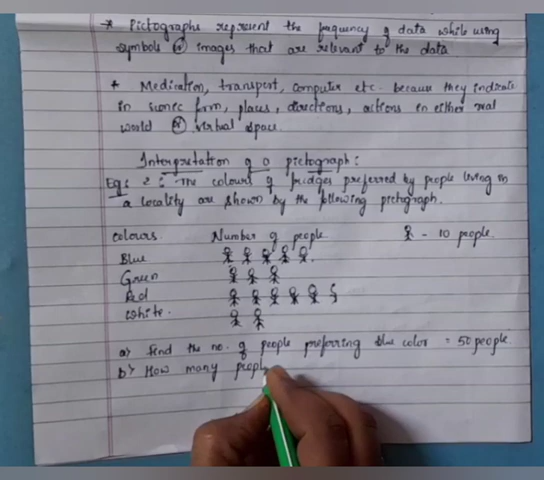 * Pictographs represent the frequency of data while using
symbols or images that are relevant to the data
* Medication, transport, computer etc. because they indicate
in iconic form, places, directions, actions in either real
world or virtual space.
Interpretation of a pictograph:
Eg: 2: The colours of fridges preferred by people living in
a locality are shown by the following pictograph.
colours. Number of people - 10 people.
Blue
Green
Red
white.
a) find the no. of people preferring blue color = 50 people.
b) How many peopl